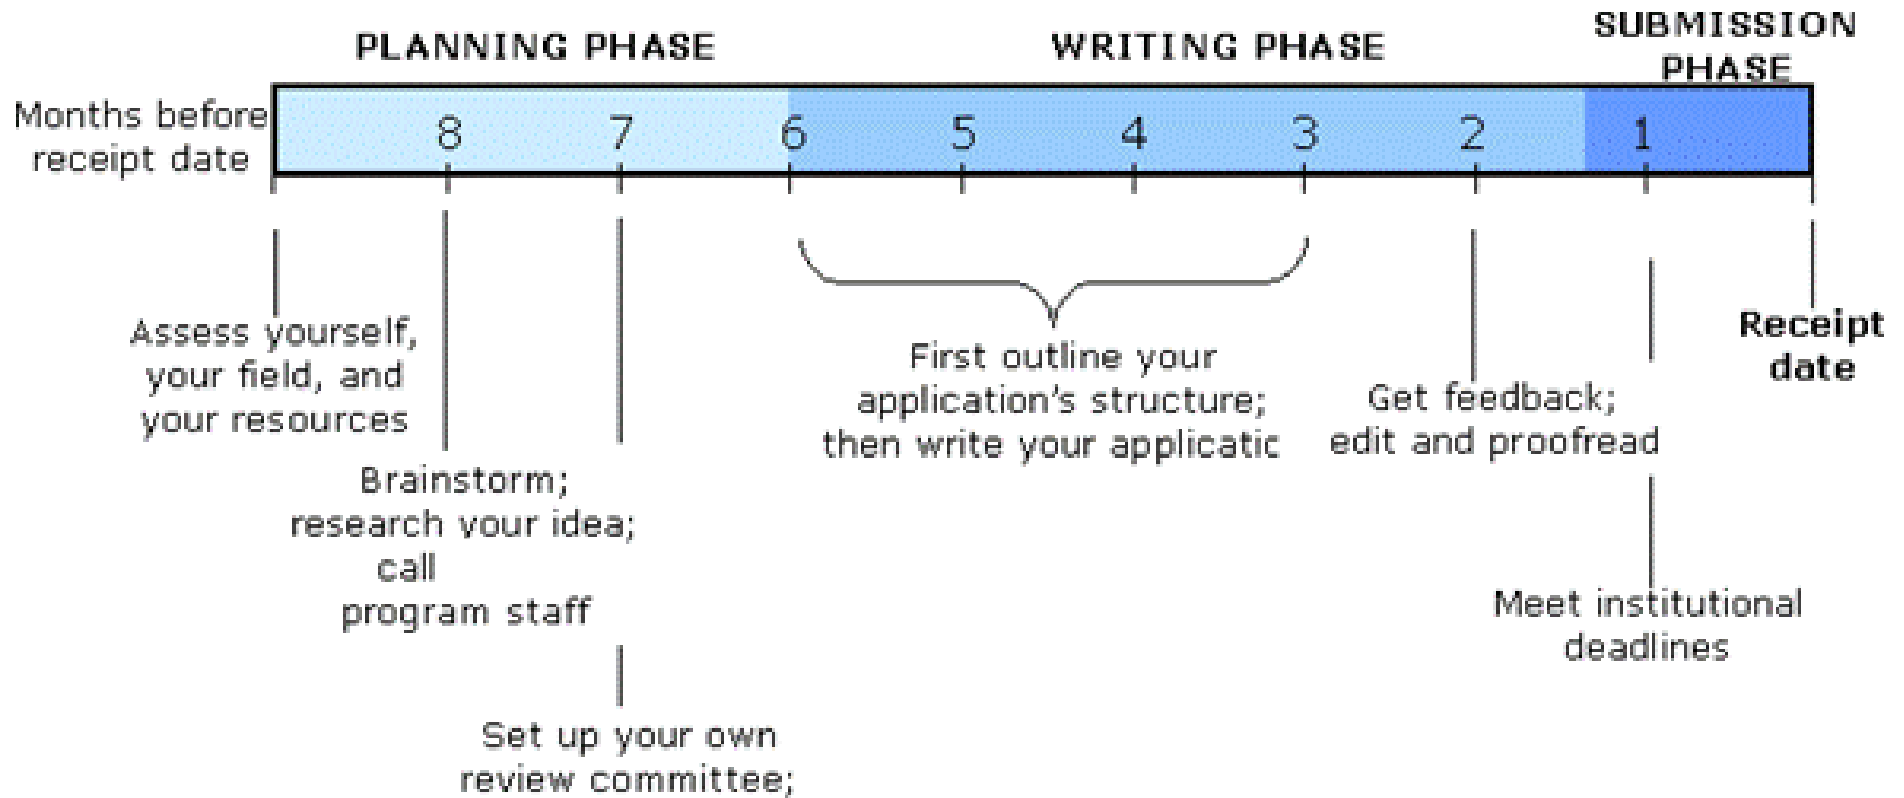 PLANNING PHASE
WRITING PHASE
SUBMISSION
PHASE
Months before
receipt date
8 7 6 5 4 3 2 1
Assess yourself,
your field, and
your resources
Brainstorm;
research your idea;
call
program staff
Set up your own
review committee;
First outline your
application's structure;
then write your applicatic
Get feedback;
edit and proofread
Meet institutional
deadlines
Receipt
date